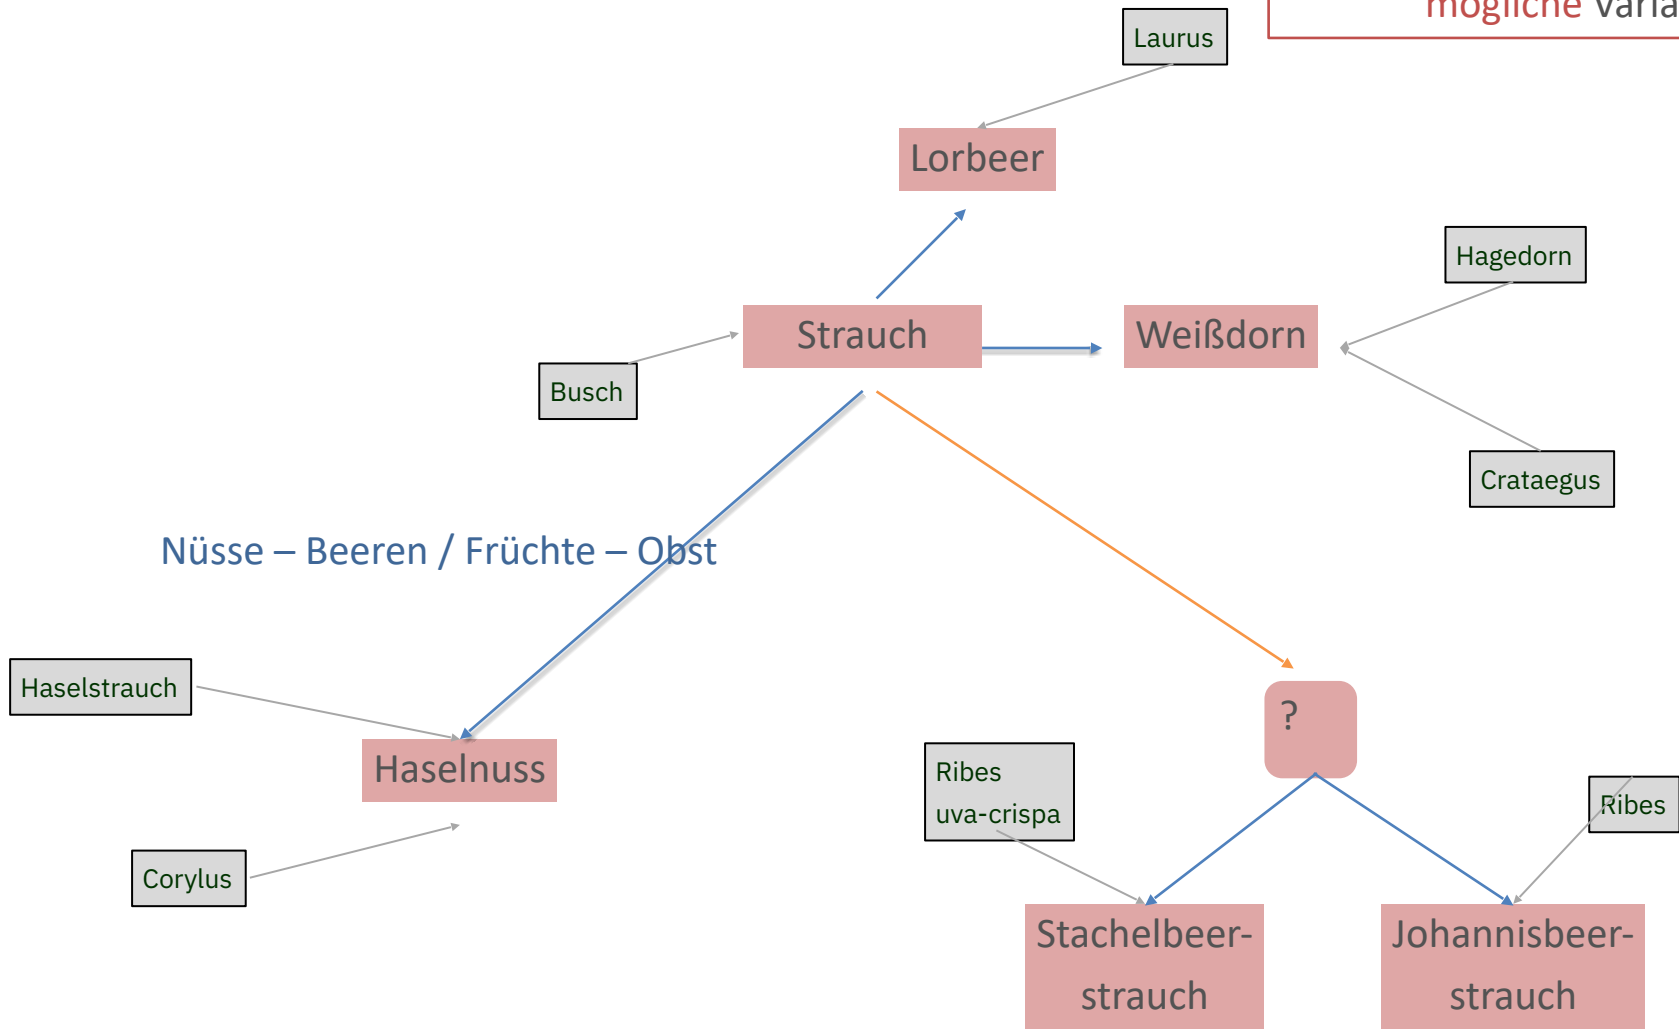 mögliche
Laurus
Lorbeer
Hagedorn
Strauch
Weißdorn
Busch
Crataegus
Nüsse – Beeren / Früchte – Obst
Haselstrauch
?
Haselnuss
Ribes
uva-crispa
Ribes
Corylus
Stachelbeer-
strauch
Johannisbeer-
strauch